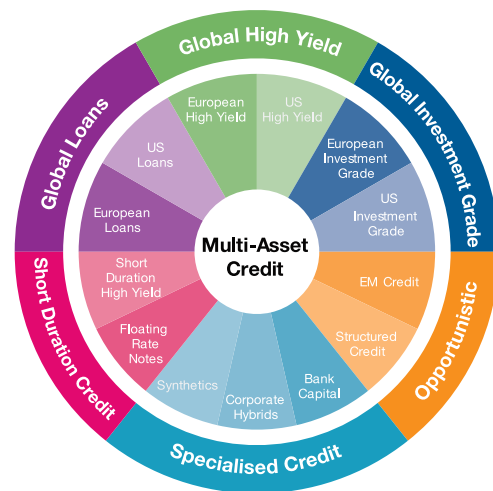 Global High Yield
Global Investment Grade
Opportunistic
Specialised Credit
Short Duration Credit
Global Loans
European
High Yield
US
High Yield
European
Investment
Grade
US
Investment
Grade
EM Credit
Structured
Credit
Bank
Capital
Corporate
Hybrids
Synthetics
Floating
Rate
Notes
Short
Duration
High Yield
European
Loans
US
Loans
Multi-Asset
Credit